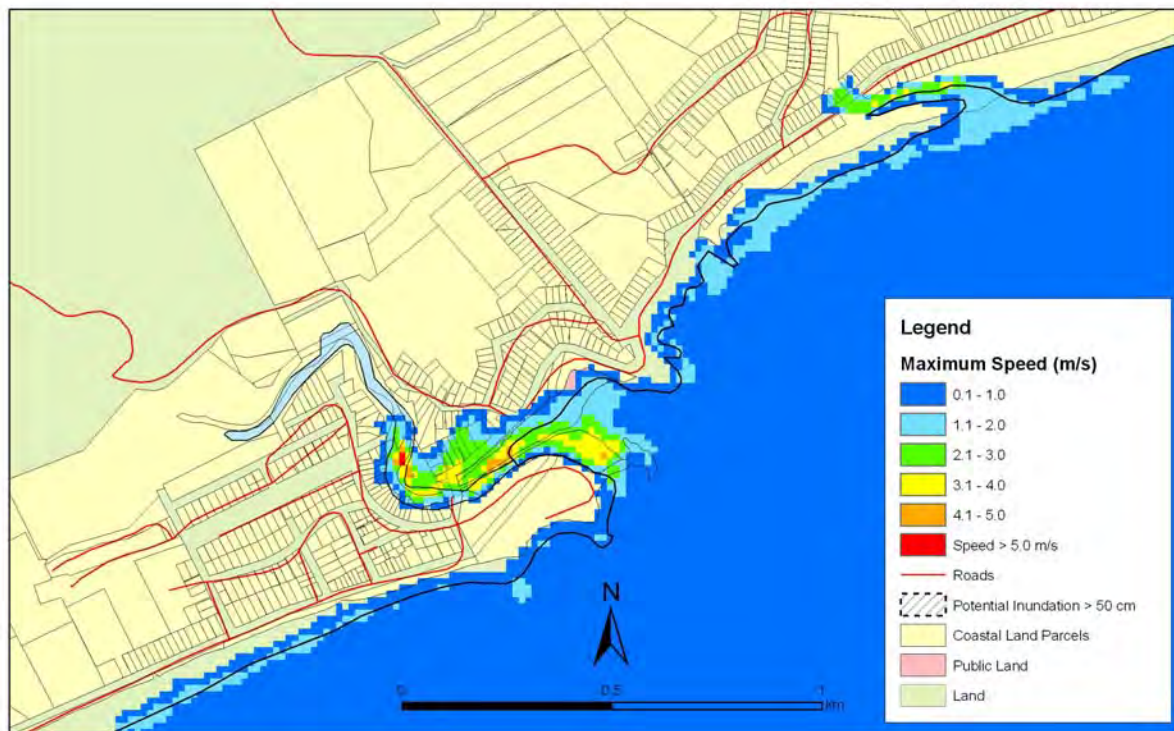 Legend
Maximum Speed (m/s)
0.1 - 1.0
1.1 - 2.0
2.1 - 3.0
3.1 - 4.0
4.1 - 5.0
Speed > 5.0 m/s
Roads
Potential Inundation > 50 cm
Coastal Land Parcels
Public Land
Land
N
0 0.5 1
Km